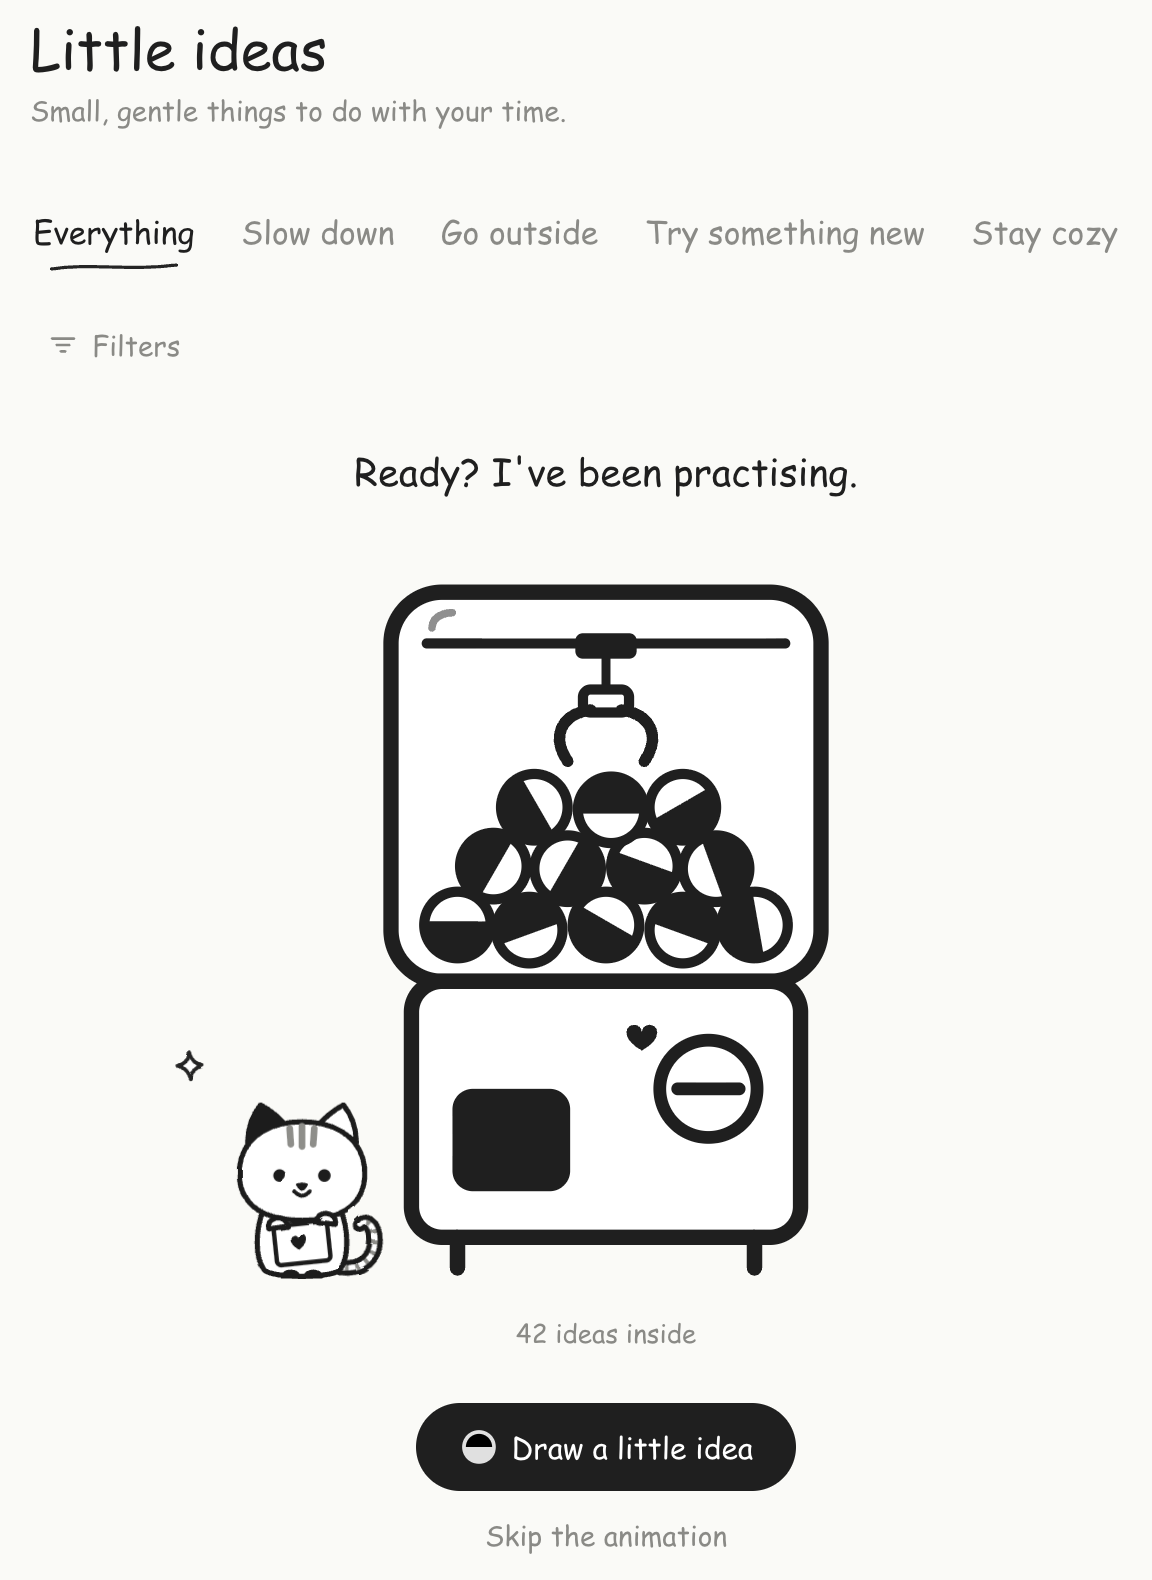 Little ideas
Small, gentle things to do with your time.
Everything Slow down Go outside Try something new Stay cozy
Filters
Ready? I've been practising.
42 ideas inside
Draw a little idea
Skip the animation